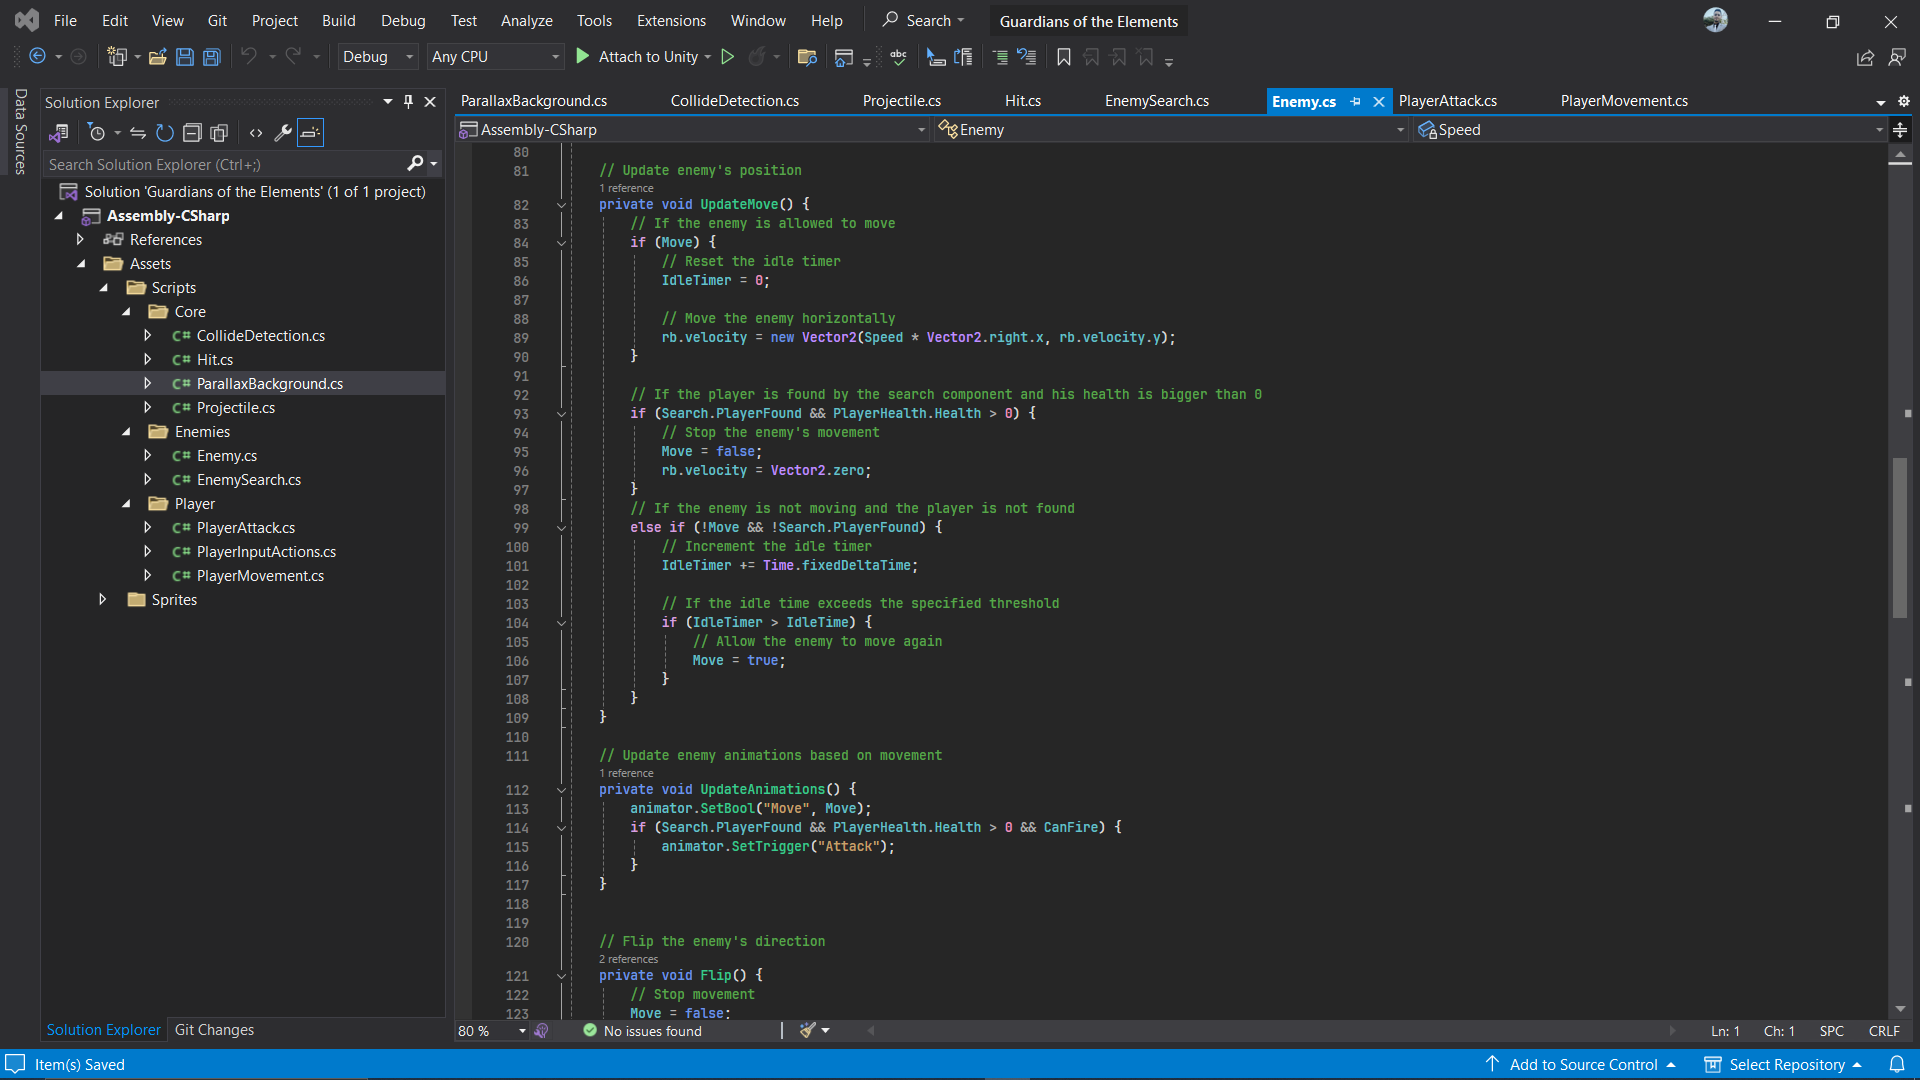 File Edit View Git Project Build Debug Test Analyze Tools Extensions Window Help Search Guardians of the Elements
Debug Any CPU Attach to Unity
Data Sources
Solution Explorer
Search Solution Explorer (Ctrl+;)
Solution 'Guardians of the Elements' (1 of 1 project)
Assembly-CSharp
References
Assets
Scripts
Core
C# CollideDetection.cs
C# Hit.cs
C# ParallaxBackground.cs
C# Projectile.cs
Enemies
C# Enemy.cs
C# EnemySearch.cs
Player
C# PlayerAttack.cs
C# PlayerInputActions.cs
C# PlayerMovement.cs
Sprites
Solution Explorer Git Changes
ParallaxBackground.cs CollideDetection.cs Projectile.cs Hit.cs EnemySearch.cs Enemy.cs PlayerAttack.cs PlayerMovement.cs
Assembly-CSharp Enemy Speed
80
81 // Update enemy's position
1 reference
82 private void UpdateMove() {
83 // If the enemy is allowed to move
84 if (Move) {
85 // Reset the idle timer
86 IdleTimer = 0;
87
88 // Move the enemy horizontally
89 rb.velocity = new Vector2(Speed * Vector2.right.x, rb.velocity.y);
90 }
91
92 // If the player is found by the search component and his health is bigger than 0
93 if (Search.PlayerFound && PlayerHealth.Health > 0) {
94 // Stop the enemy's movement
95 Move = false;
96 rb.velocity = Vector2.zero;
97 }
98 // If the enemy is not moving and the player is not found
99 else if (!Move && !Search.PlayerFound) {
100 // Increment the idle timer
101 IdleTimer += Time.fixedDeltaTime;
102
103 // If the idle time exceeds the specified threshold
104 if (IdleTimer > IdleTime) {
105 // Allow the enemy to move again
106 Move = true;
107 }
108 }
109 }
110
111 // Update enemy animations based on movement
1 reference
112 private void UpdateAnimations() {
113 animator.SetBool("Move", Move);
114 if (Search.PlayerFound && PlayerHealth.Health > 0 && CanFire) {
115 animator.SetTrigger("Attack");
116 }
117 }
118
119
120 // Flip the enemy's direction
2 references
121 private void Flip() {
122 // Stop movement
123 Move = false;
80 % No issues found Ln: 1 Ch: 1 SPC CRLF
Item(s) Saved Add to Source Control Select Repository